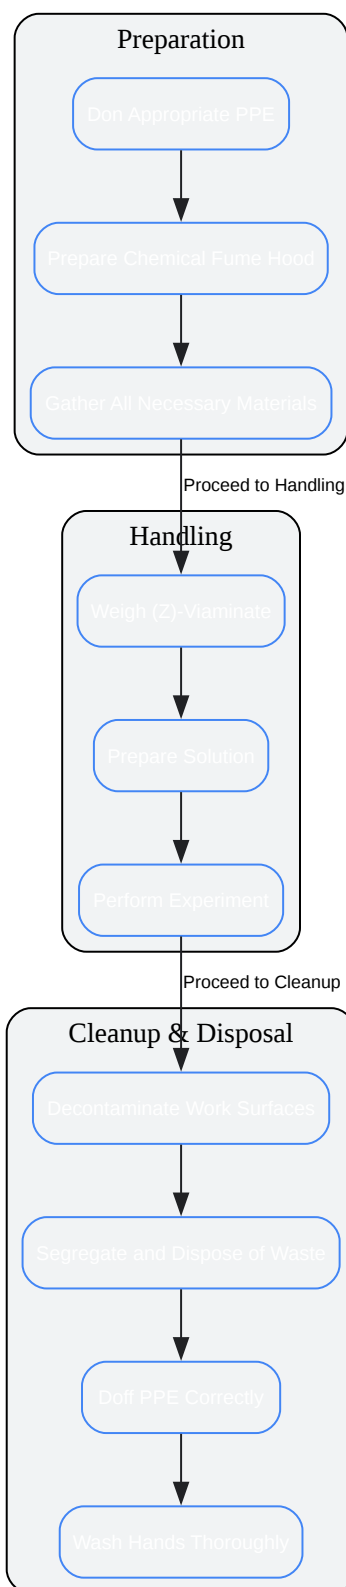 Preparation
Don Appropriate PPE
Prepare Chemical Fume Hood
Gather All Necessary Materials
Proceed to Handling
Handling
Weigh (Z)-Viaminate
Prepare Solution
Perform Experiment
Proceed to Cleanup
Cleanup & Disposal
Decontaminate Work Surfaces
Segregate and Dispose of Waste
Doff PPE Correctly
Wash Hands Thoroughly